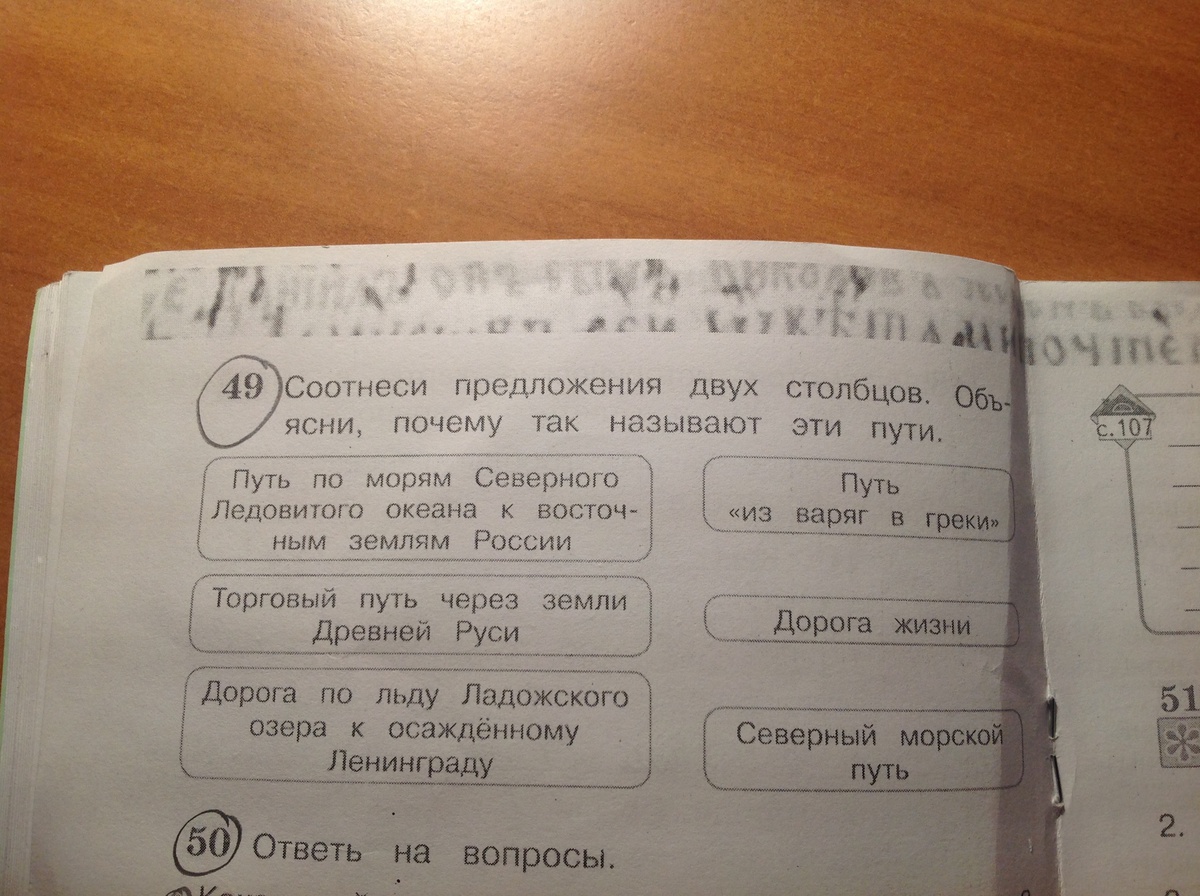 49 Соотнеси предложения двух столбцов. Объ-
ясни, почему так называют эти пути.
Путь по морям Северного
Ледовитого океана к восточ-
ным землям России
Путь
«из варяг в греки»
Торговый путь через земли
Древней Руси
Дорога жизни
Дорога по льду Ладожского
озера к осаждённому
Ленинграду
Северный морской
путь
50 Ответь на вопросы.
с.107
51
2.